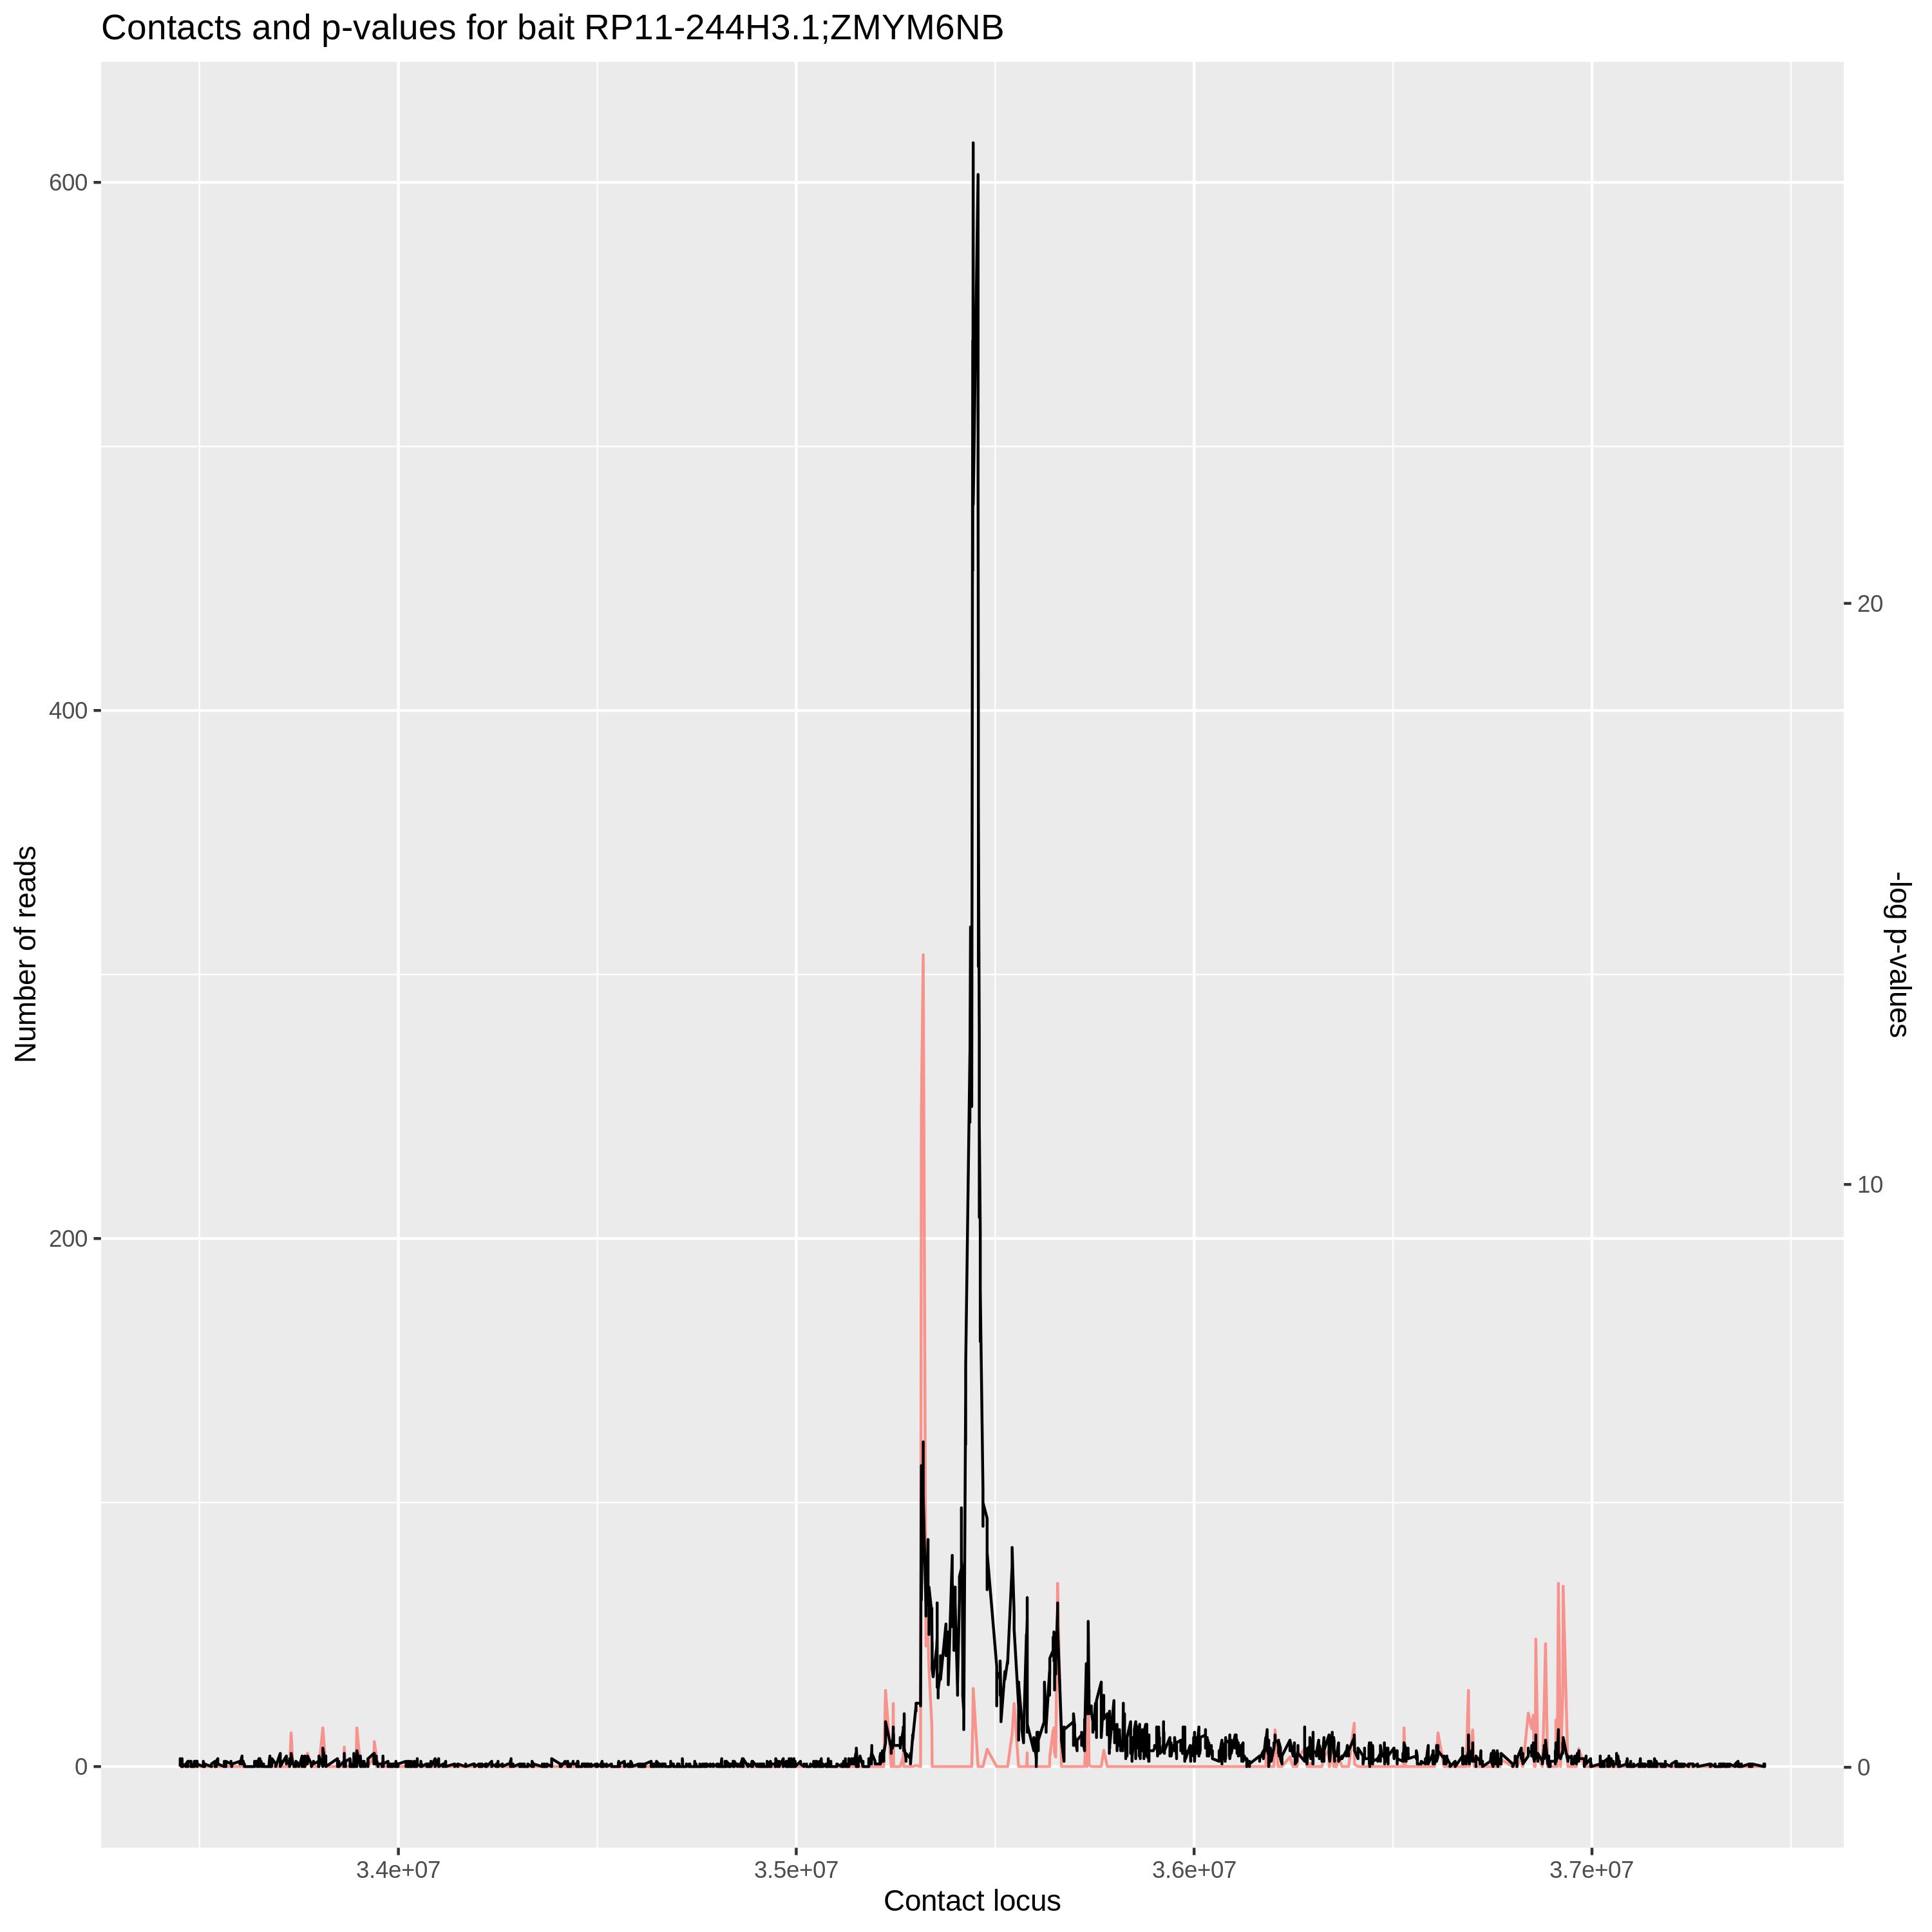 Contacts and p-values for bait RP11-244H3.1;ZMYM6NB
600
400
200
0
Number of reads
20
10
0
-log p-values
3.4e+07
3.5e+07
3.6e+07
3.7e+07
Contact locus